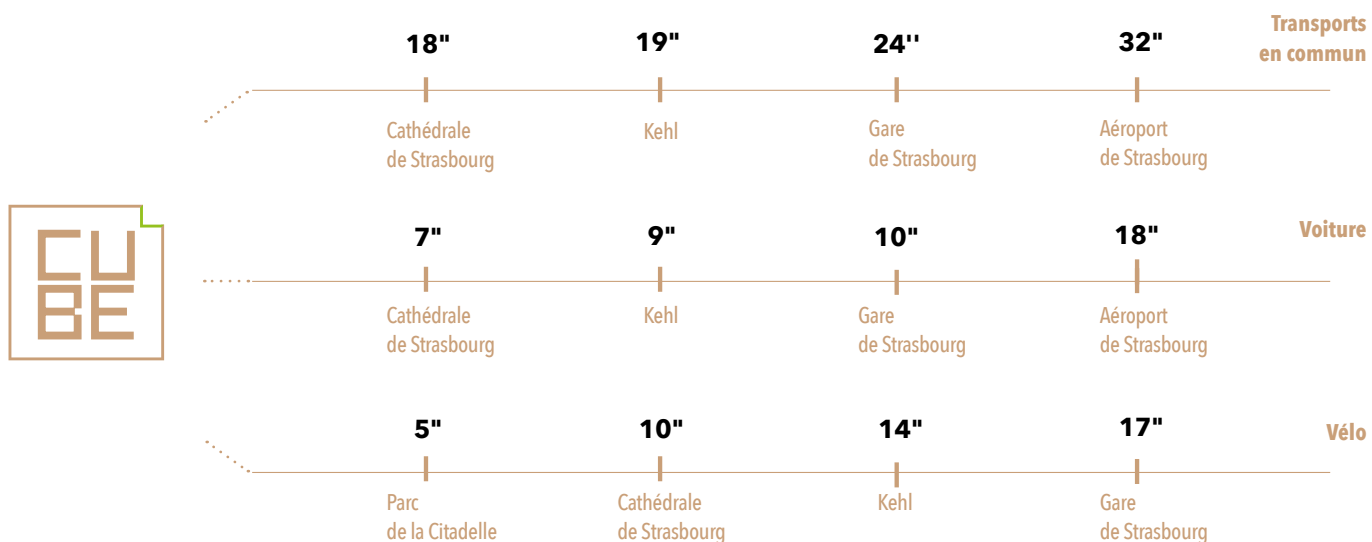 Transports
en commun
18" 19" 24'' 32"
Cathédrale
de Strasbourg
Kehl
Gare
de Strasbourg
Aéroport
de Strasbourg
CU
BE
Voiture
7" 9" 10" 18"
Cathédrale
de Strasbourg
Kehl
Gare
de Strasbourg
Aéroport
de Strasbourg
Vélo
5" 10" 14" 17"
Parc
de la Citadelle
Cathédrale
de Strasbourg
Kehl
Gare
de Strasbourg